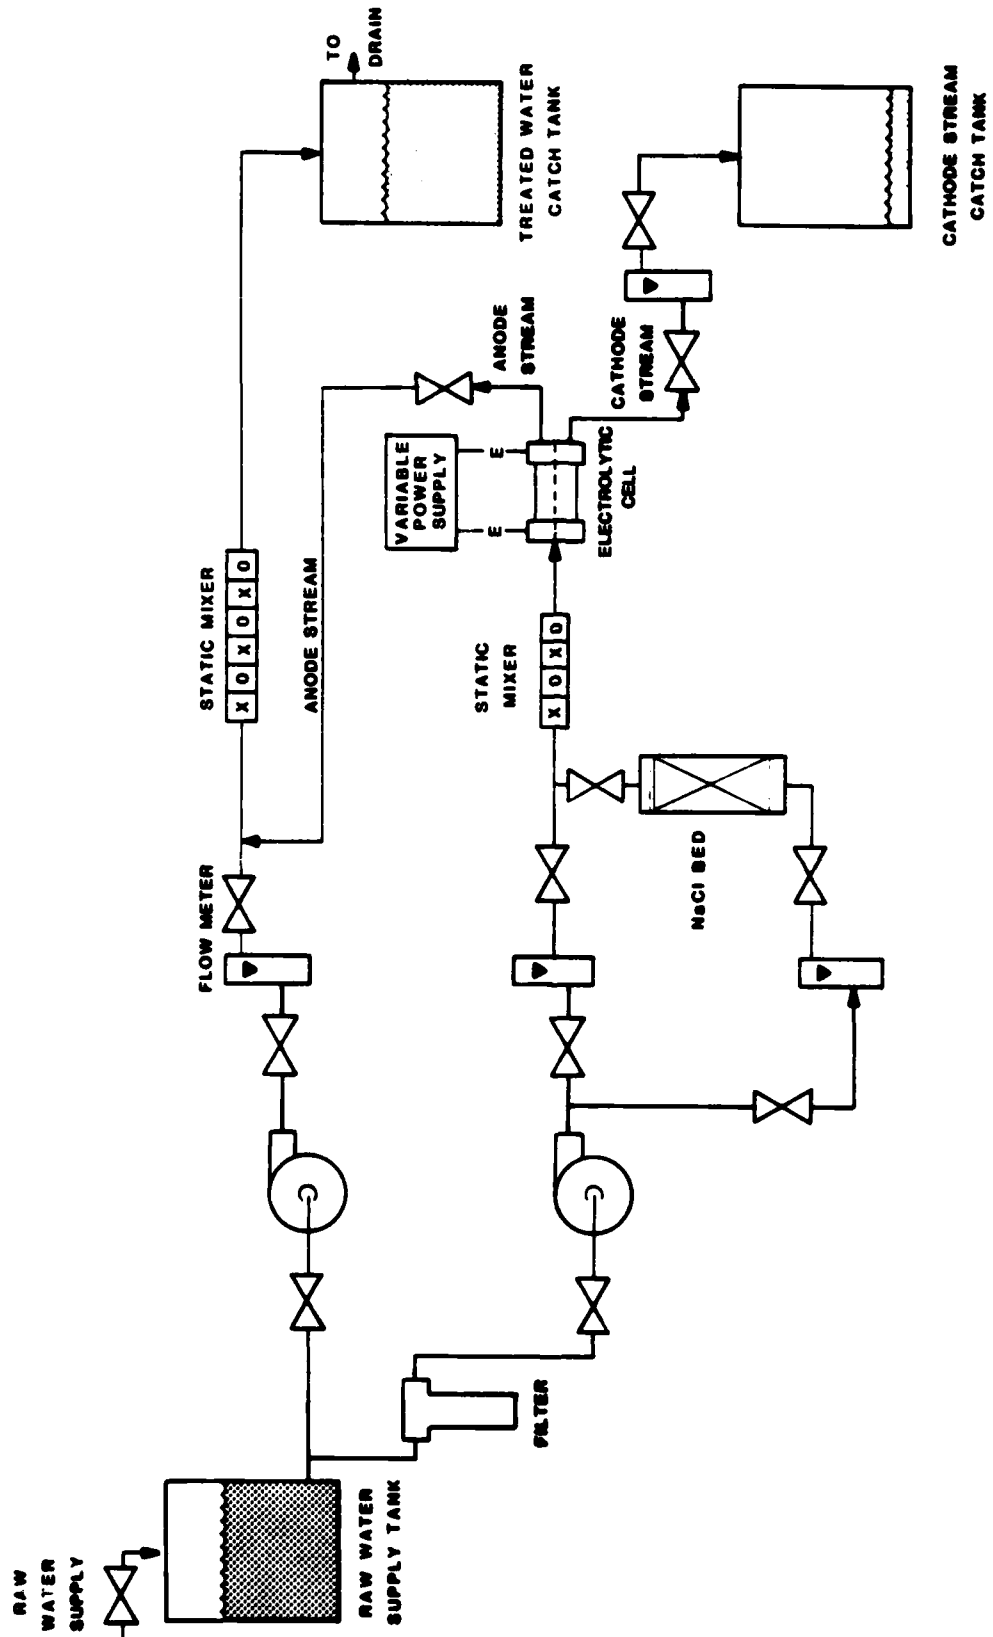 RAW
WATER
SUPPLY
RAW WATER
SUPPLY TANK
FILTER
FLOW METER
STATIC MIXER
X O X O X O
ANODE STREAM
NaCl BED
STATIC
MIXER
X O X O
VARIABLE
POWER
SUPPLY
E
E
ELECTROLYTIC
CELL
ANODE
STREAM
CATHODE
STREAM
TO
DRAIN
TREATED WATER
CATCH TANK
CATHODE STREAM
CATCH TANK